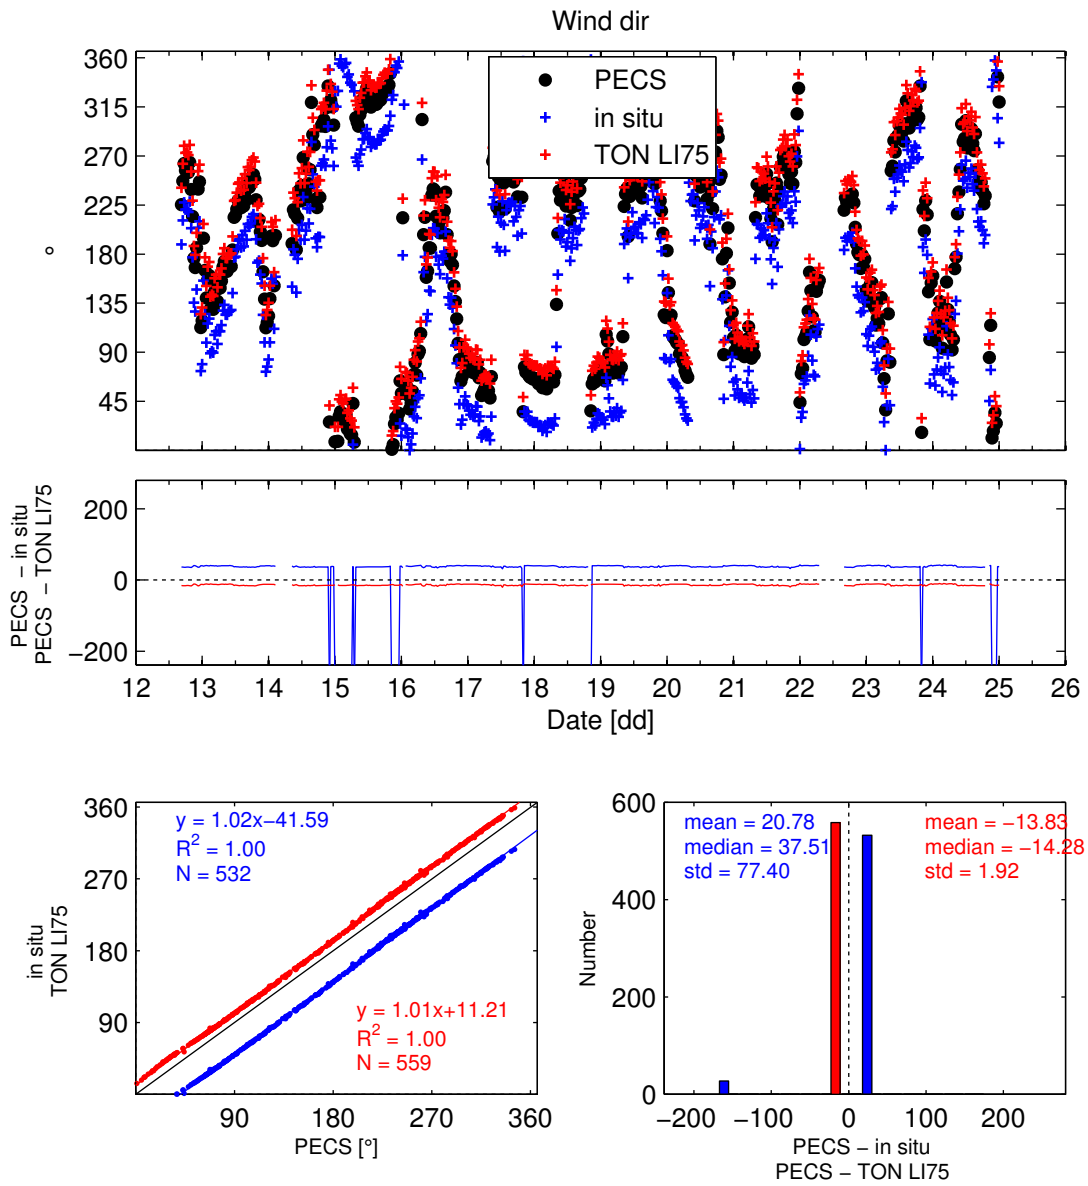 Wind dir
360
315
270
225
180
135
90
45
°
PECS
in situ
TON LI75
200
0
−200
PECS − in situ
PECS − TON LI75
12 13 14 15 16 17 18 19 20 21 22 23 24 25 26
Date [dd]
360
270
180
90
in situ
TON LI75
y = 1.02x−41.59
R² = 1.00
N = 532
y = 1.01x+11.21
R² = 1.00
N = 559
90 180 270 360
PECS [°]
600
400
200
0
Number
mean = 20.78
median = 37.51
std = 77.40
mean = −13.83
median = −14.28
std = 1.92
−200 −100 0 100 200
PECS − in situ
PECS − TON LI75